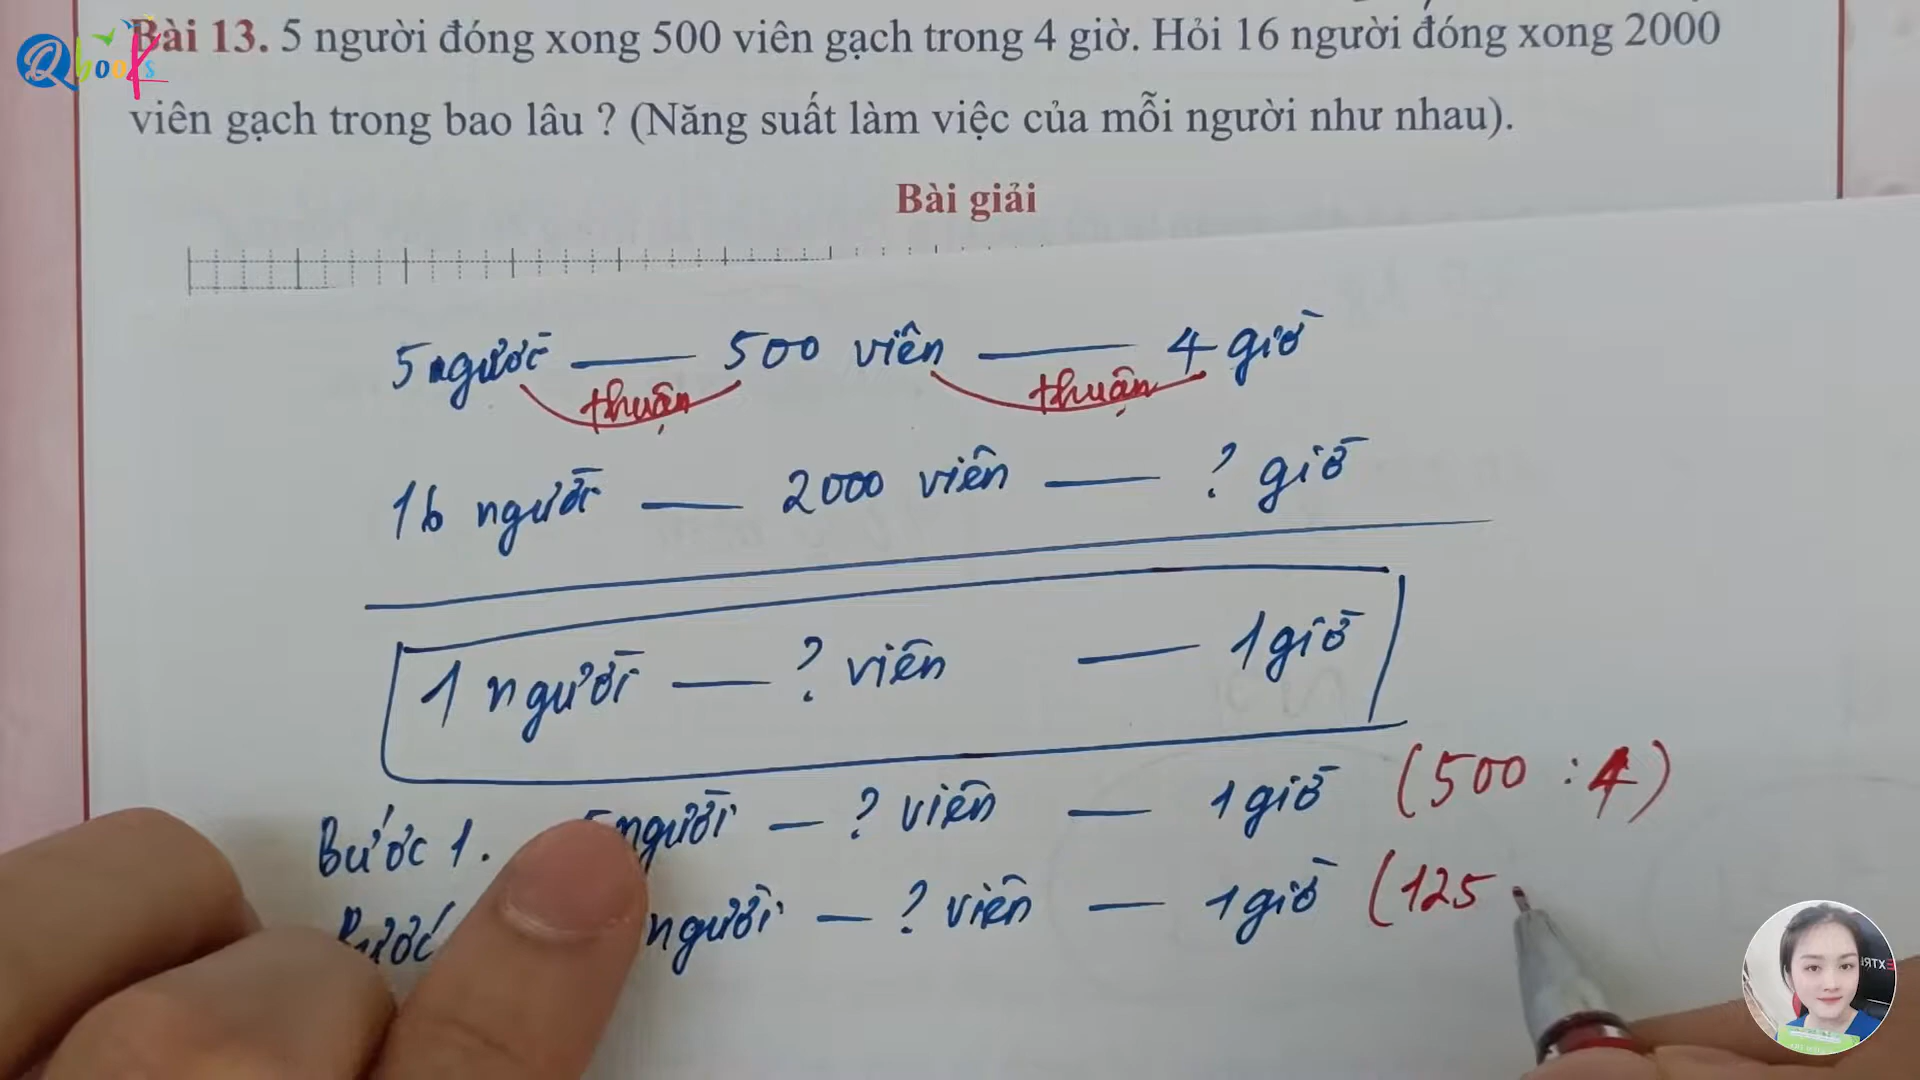 Qbooks
Bài 13. 5 người đóng xong 500 viên gạch trong 4 giờ. Hỏi 16 người đóng xong 2000
viên gạch trong bao lâu ? (Năng suất làm việc của mỗi người như nhau).
Bài giải
5 người — 500 viên — 4 giờ
thuận thuận
16 người — 2000 viên — ? giờ
1 người — ? viên — 1 giờ
Bước 1. 5 người — ? viên — 1 giờ (500 : 4)
Bước người — ? viên — 1 giờ (125